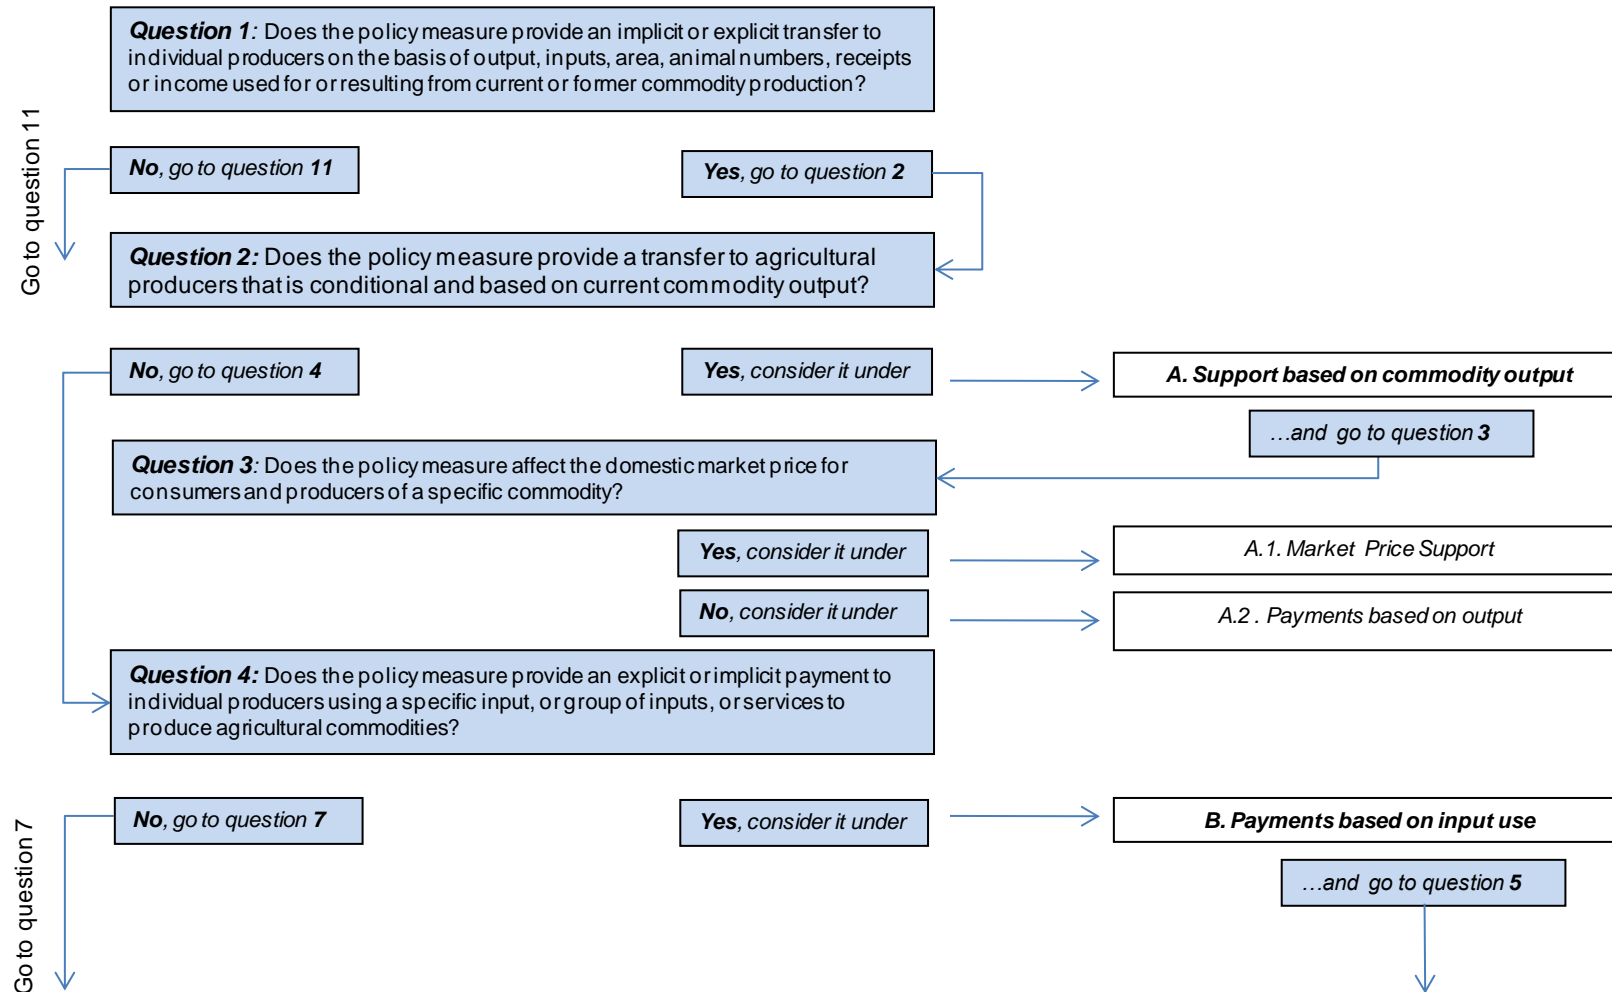 Question 1: Does the policy measure provide an implicit or explicit transfer to
individual producers on the basis of output, inputs, area, animal numbers, receipts
or income used for or resulting from current or former commodity production?
Go to question 11
No, go to question 11
Yes, go to question 2
Question 2: Does the policy measure provide a transfer to agricultural
producers that is conditional and based on current commodity output?
No, go to question 4
Yes, consider it under
A. Support based on commodity output
…and go to question 3
Question 3: Does the policy measure affect the domestic market price for
consumers and producers of a specific commodity?
Yes, consider it under
A.1. Market Price Support
No, consider it under
A.2 . Payments based on output
Question 4: Does the policy measure provide an explicit or implicit payment to
individual producers using a specific input, or group of inputs, or services to
produce agricultural commodities?
Go to question 7
No, go to question 7
Yes, consider it under
B. Payments based on input use
…and go to question 5